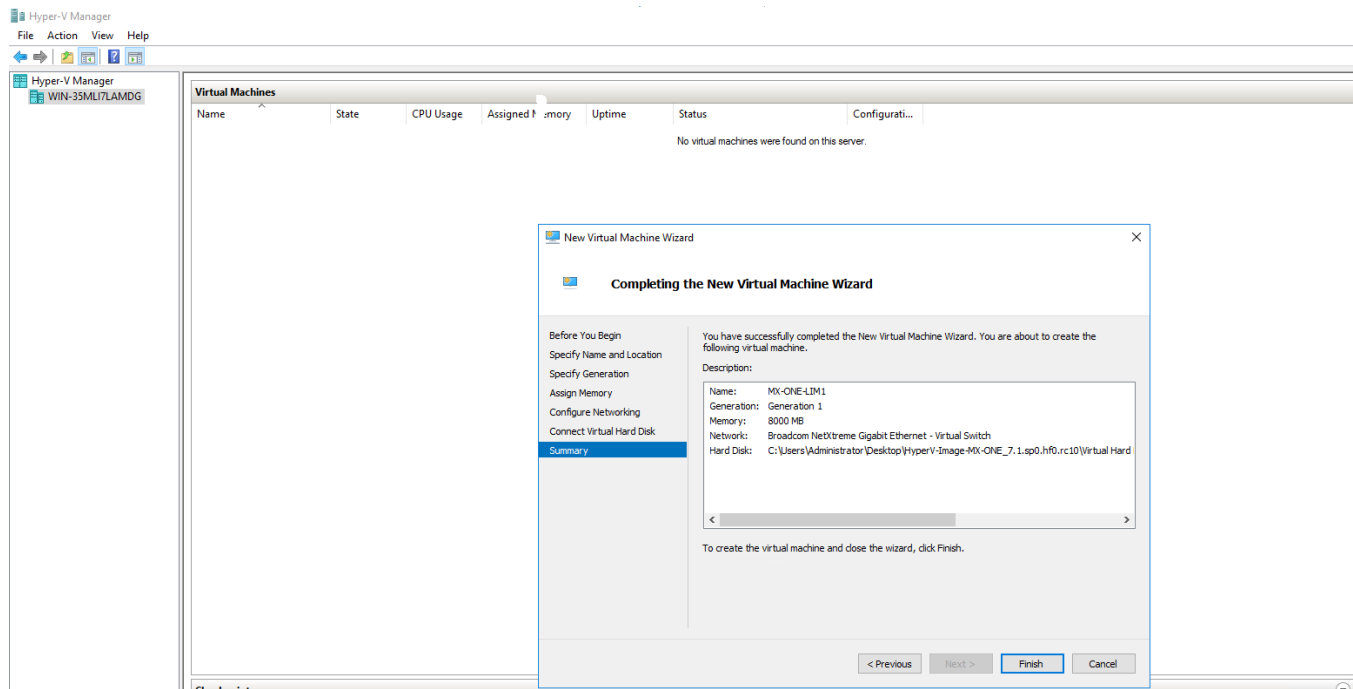 Hyper-V Manager
File Action View Help
Hyper-V Manager
WIN-35MLI7LAMDG
Virtual Machines
Name State CPU Usage Assigned Uptime Status Configurati...
No virtual machines were found on this server.
New Virtual Machine Wizard
Completing the New Virtual Machine Wizard
Before You Begin
Specify Name and Location
Specify Generation
Assign Memory
Configure Networking
Connect Virtual Hard Disk
Summary
You have successfully completed the New Virtual Machine Wizard. You are about to create the
following virtual machine.
Description:
Name: MX-ONE-LIM1
Generation: Generation 1
Memory: 8000 MB
Network: Broadcom NetXtreme Gigabit Ethernet - Virtual Switch
Hard Disk: C:\Users\Administrator\Desktop\HyperV-Image-MX-ONE_7.1.sp0.hf0.rc10\Virtual Hard
To create the virtual machine and close the wizard, click Finish.
< Previous Next > Finish Cancel